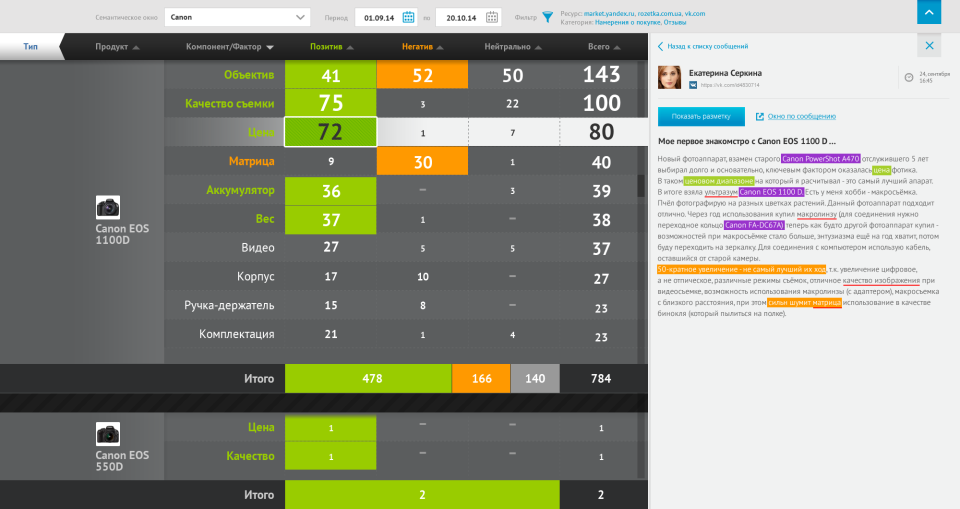 Семантическое окно Canon Период 01.09.14 по 20.10.14 Фильтр Ресурс: market.yandex.ru, rozetka.com.ua, vk.com
Категория: Намерения о покупке, Отзывы
Тип Продукт Компонент/Фактор Позитив Негатив Нейтрально Всего
Объектив 41 52 50 143
Качество съемки 75 3 22 100
Цена 72 1 7 80
Матрица 9 30 1 40
Аккумулятор 36 — 3 39
Вес 37 1 — 38
Canon EOS
1100D
Видео 27 5 5 37
Корпус 17 10 — 27
Ручка-держатель 15 8 — 23
Комплектация 21 1 4 23
Итого 478 166 140 784
Цена 1 — — 1
Canon EOS
550D
Качество 1 — — 1
Итого 2 2
Назад к списку сообщений
Екатерина Серкина
https://vk.com/id4830714
24, сентября
16:45
Показать разметку Окно по сообщению
Мое первое знакомстро с Canon EOS 1100 D ...
Новый фотоаппарат, взамен старого Canon PowerShot A470, отслужившего 5 лет
выбирал долго и основательно, ключевым фактором оказалась цена фотика.
В таком ценовом диапазоне на который я расчитывал - это самый лучший апарат.
В итоге взяла ультразум Canon EOS 1100 D. Есть у меня хобби - макросъёмка.
Пчёл фотографирую на разных цветках растений. Данный фотоаппарат подходит
отлично. Через год использования купил макролинзу (для соединения нужно
переходное кольцо Canon FA-DC67A) теперь как будто другой фотоаппарат купил -
возможностей при макросъёмке стало больше, энтузиазма ещё на год хватит, потом
буду переходить на зеркалку. Для соединения с компьютером использую кабель,
оставшийся от старой камеры.
50-кратное увеличение - не самый лучший их ход, т.к. увеличение цифровое,
а не оптическое, различные режимы съёмок, отличное качество изображения при
видеосъемке, возможность использования макролинзы (с адаптером), макросъемка
с близкого расстояния, при этом сильн шумит матрица использование в качестве
бинокля (который пылиться на полке).